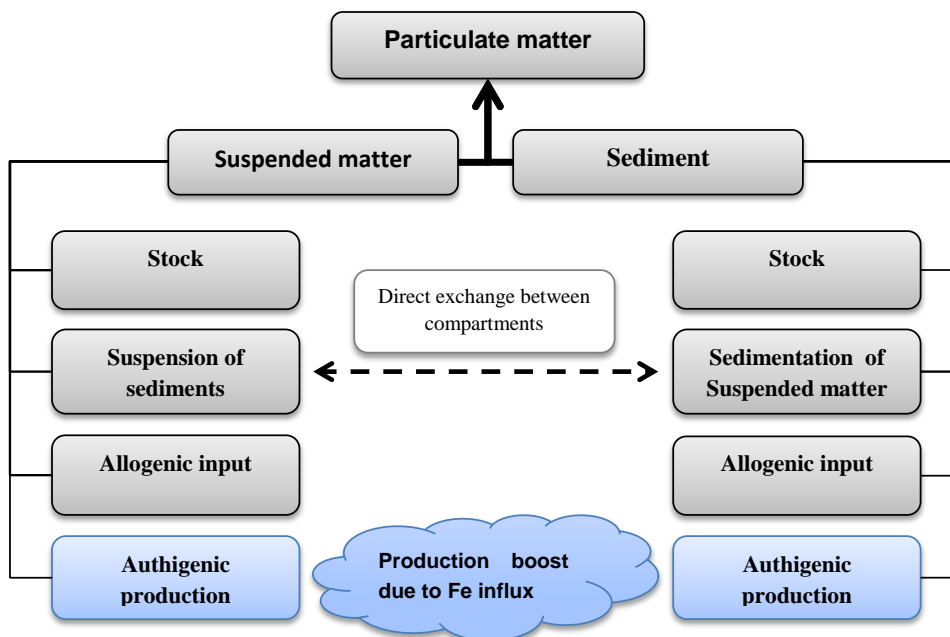 Particulate matter
Suspended matter
Sediment
Stock
Stock
Direct exchange between
compartments
Suspension of
sediments
Sedimentation of
Suspended matter
Allogenic input
Allogenic input
Authigenic
production
Production boost
due to Fe influx
Authigenic
production